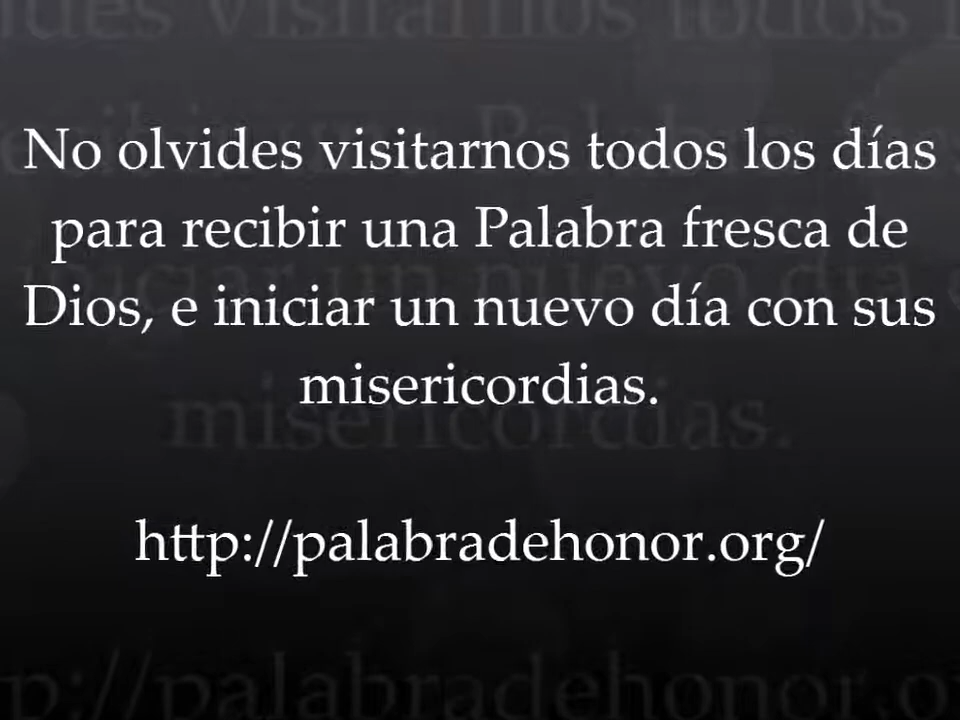 No olvides visitarnos todos los días
para recibir una Palabra fresca de
Dios, e iniciar un nuevo día con sus
misericordias.
http://palabradehonor.org/